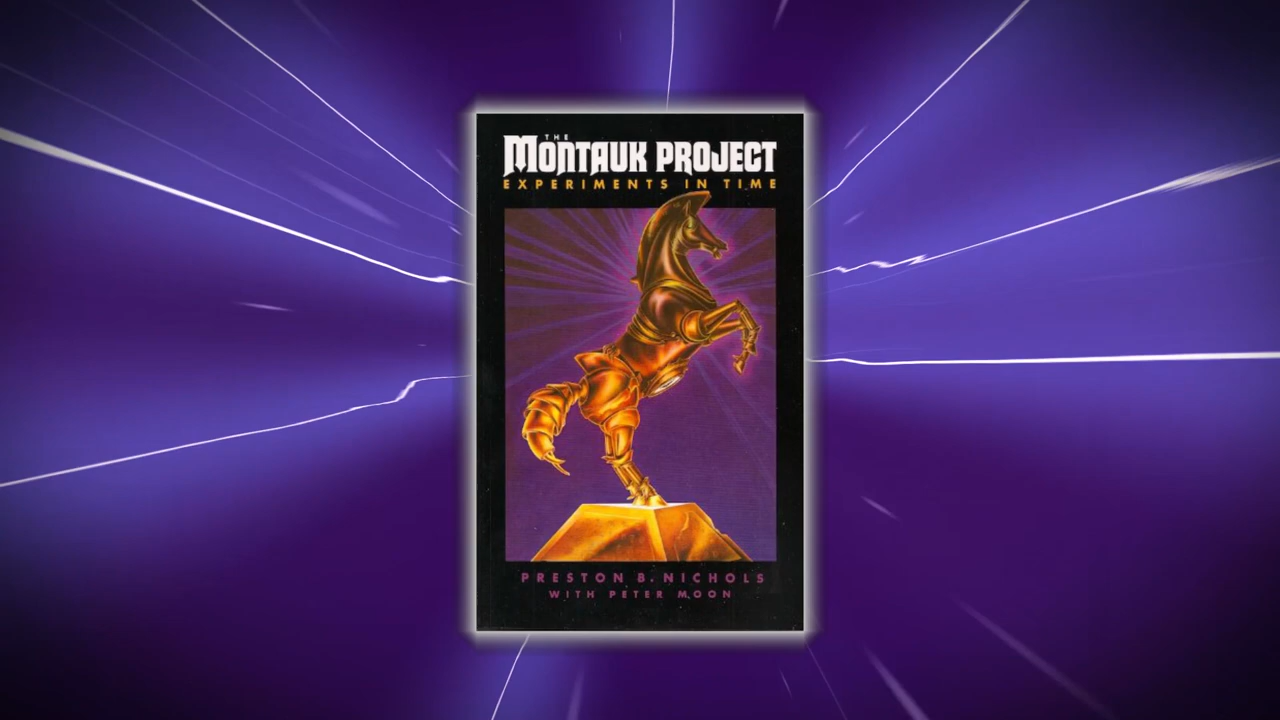 THE
MONTAUK PROJECT
EXPERIMENTS IN TIME
PRESTON B. NICHOLS
WITH PETER MOON